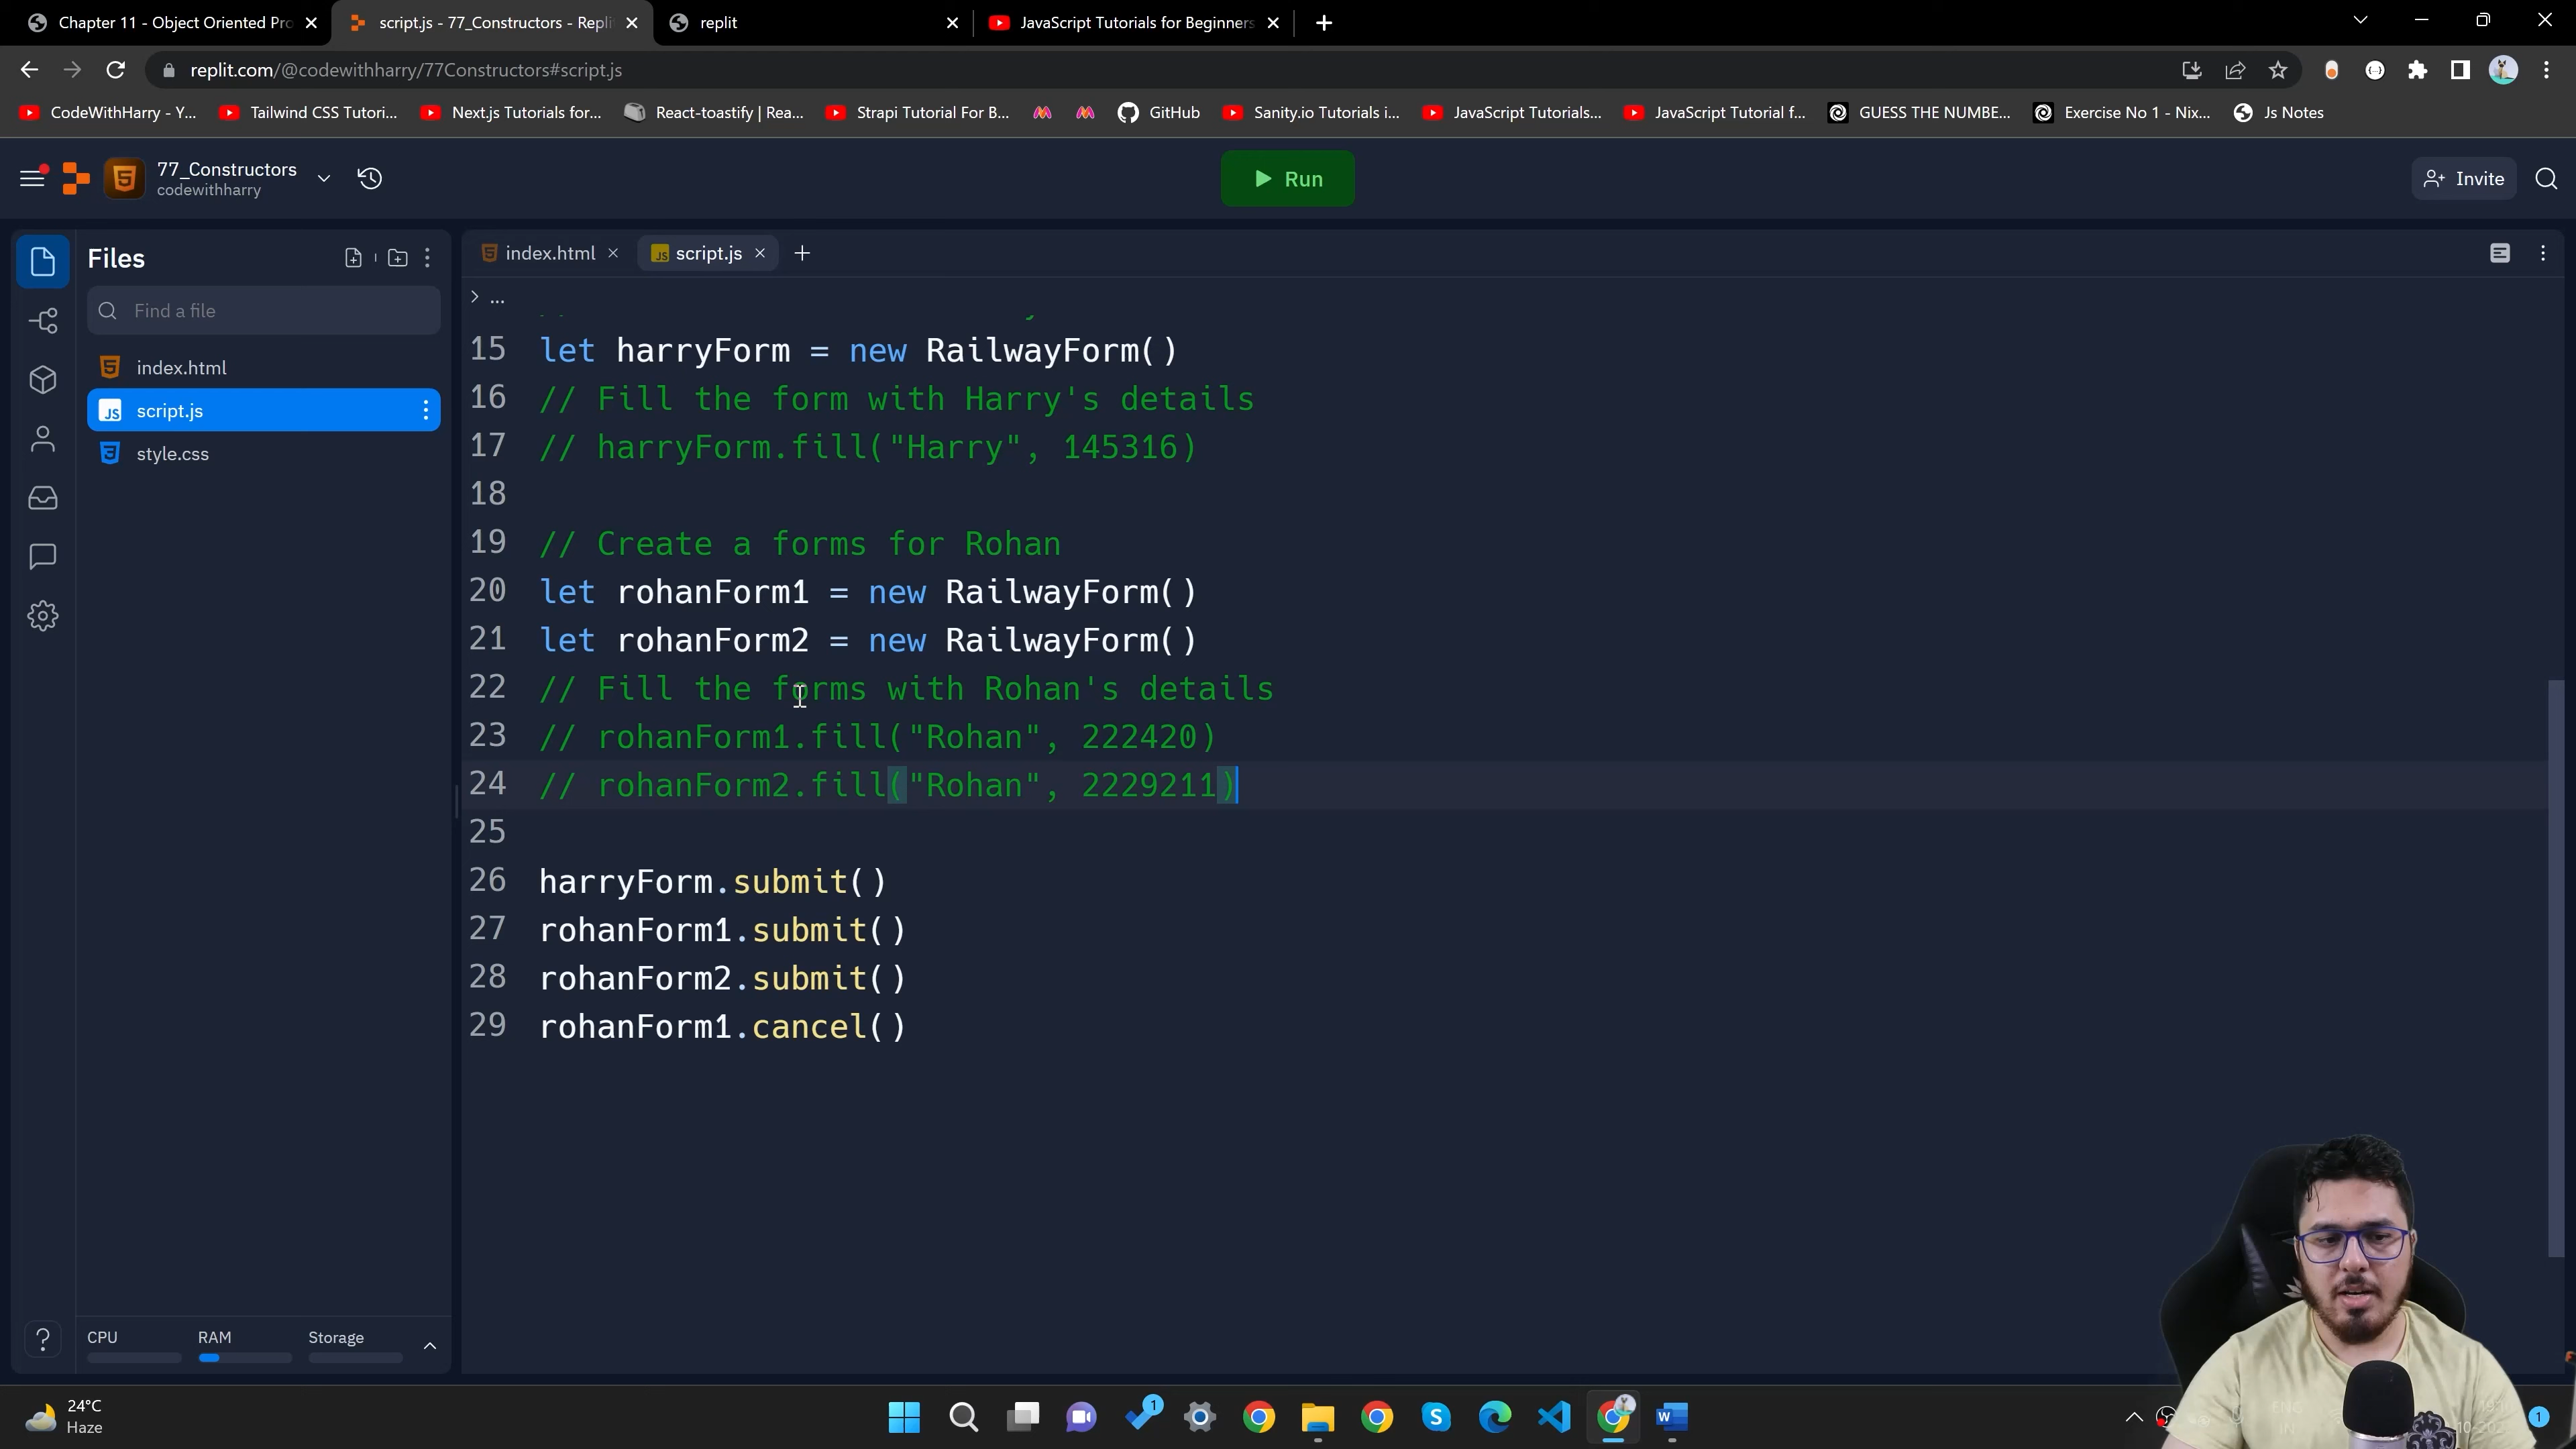 Chapter 11 - Object Oriented Pro
script.js - 77_Constructors - Repli
replit
JavaScript Tutorials for Beginners
replit.com/@codewithharry/77Constructors#script.js
CodeWithHarry - Y...
Tailwind CSS Tutori...
Next.js Tutorials for...
React-toastify | Rea...
Strapi Tutorial For B...
GitHub
Sanity.io Tutorials i...
JavaScript Tutorials...
JavaScript Tutorial f...
GUESS THE NUMBE...
Exercise No 1 - Nix...
Js Notes
77_Constructors
codewithharry
Run
Invite
Files
Find a file
index.html
JS script.js
style.css
index.html
JS script.js
...
15 let harryForm = new RailwayForm()
16 // Fill the form with Harry's details
17 // harryForm.fill("Harry", 145316)
18
19 // Create a forms for Rohan
20 let rohanForm1 = new RailwayForm()
21 let rohanForm2 = new RailwayForm()
22 // Fill the forms with Rohan's details
23 // rohanForm1.fill("Rohan", 222420)
24 // rohanForm2.fill("Rohan", 2229211)
25
26 harryForm.submit()
27 rohanForm1.submit()
28 rohanForm2.submit()
29 rohanForm1.cancel()
CPU
RAM
Storage
24°C
Haze
1
1